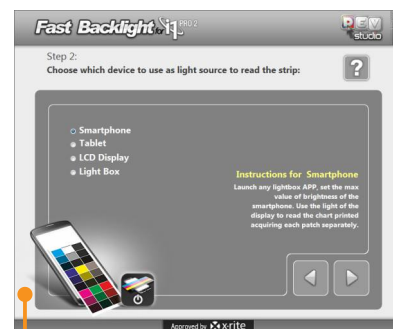 Fast Backlight for i1 PRO 2
DEV studio
Step 2:
Choose which device to use as light source to read the strip:
?
Smartphone
Tablet
LCD Display
Light Box
Instructions for Smartphone
Launch any lightbox APP, set the max
value of brightness of the
smartphone. Use the light of the
display to read the chart printed
acquiring each patch separately.
Approved by x-rite